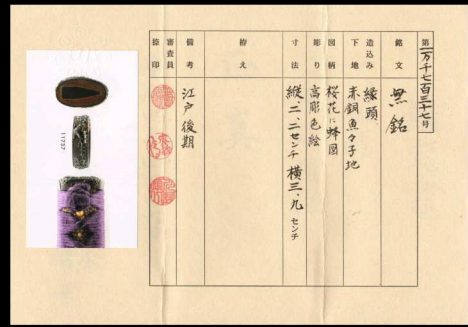 第一万千七百三十七号
銘文 無銘
造込み 縁頭
下地 赤銅魚々子地
図柄 桜花に蜂図
彫り 高彫色絵
寸法 縦、二、二センチ 横三、九センチ
拵え
備考 江戸後期
審査員
捺印
11737